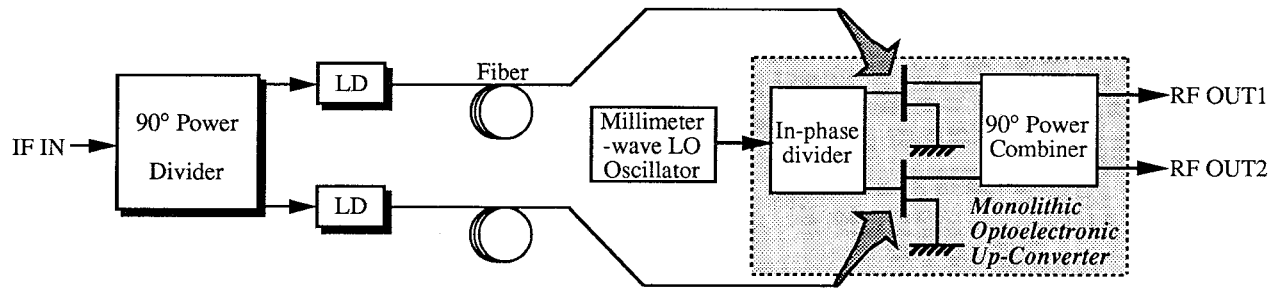 IF IN
90° Power
Divider
LD
LD
Fiber
Millimeter
-wave LO
Oscillator
In-phase
divider
90° Power
Combiner
RF OUT1
RF OUT2
Monolithic
Optoelectronic
Up-Converter